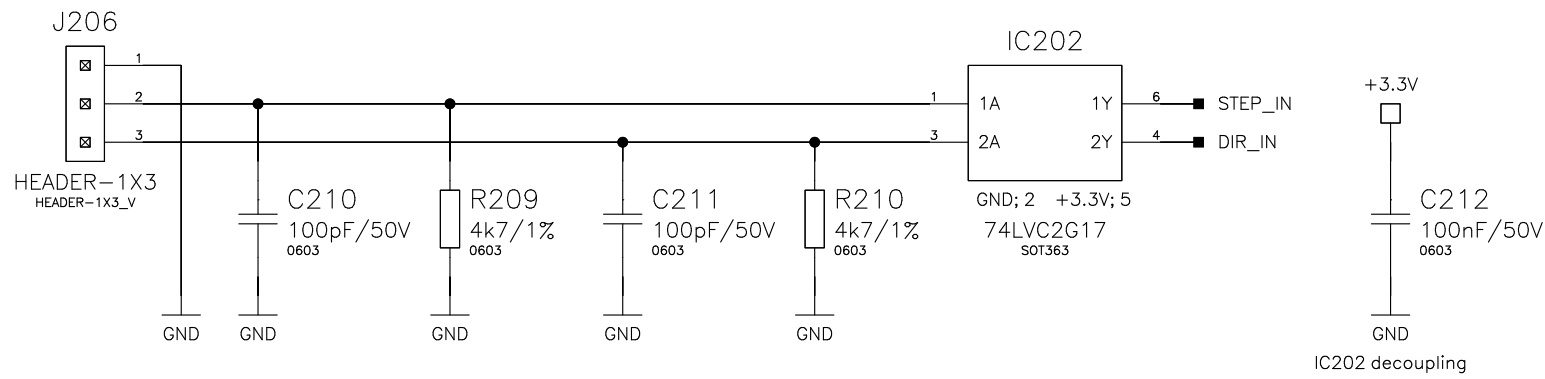 J206
1
2
3
HEADER-1X3
HEADER-1X3_V
C210
100pF/50V
0603
R209
4k7/1%
0603
C211
100pF/50V
0603
R210
4k7/1%
0603
IC202
1 1A 1Y 6 STEP_IN
3 2A 2Y 4 DIR_IN
GND; 2 +3.3V; 5
74LVC2G17
SOT363
+3.3V
C212
100nF/50V
0603
GND
GND
GND
GND
GND
GND
IC202 decoupling